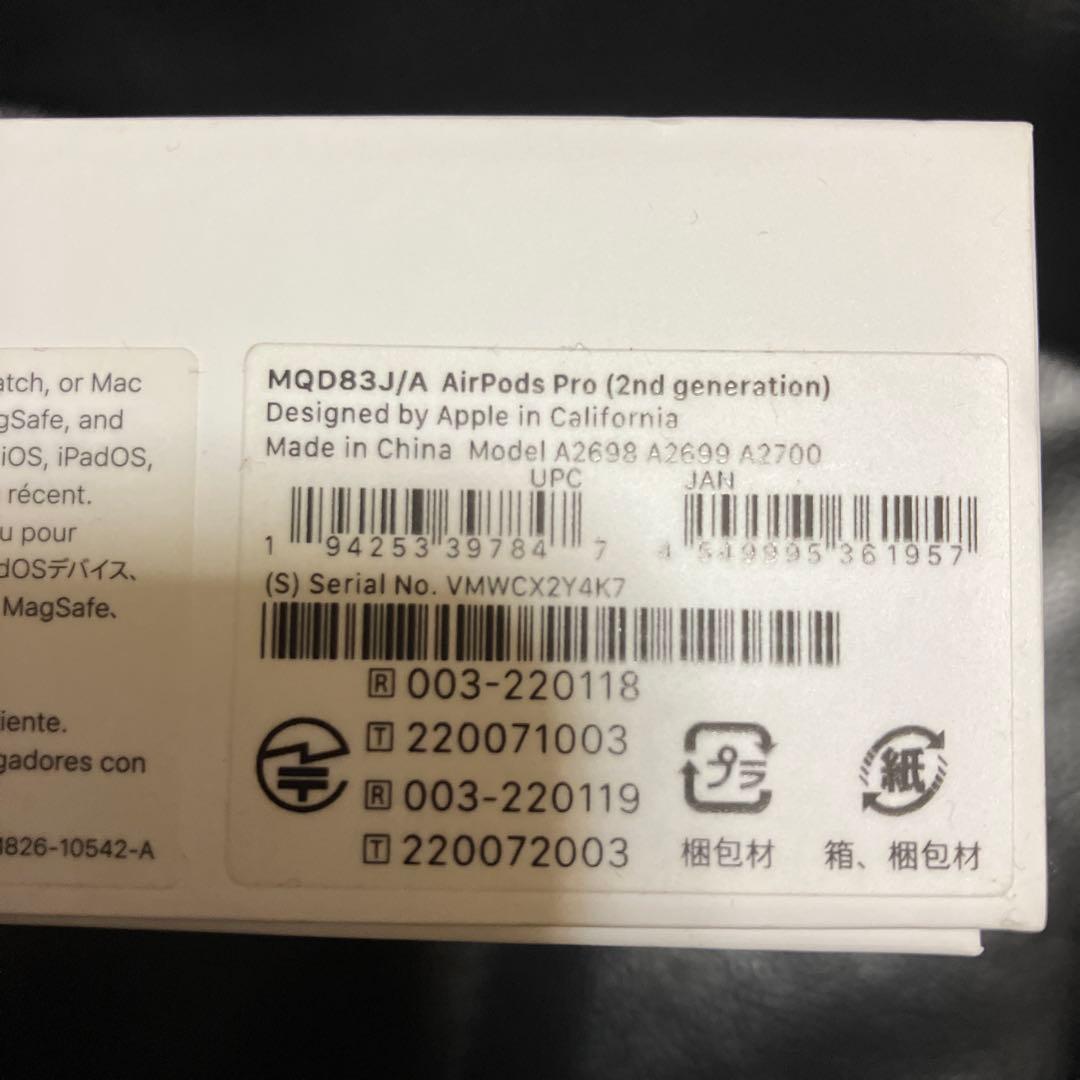 atch, or Mac
gSafe, and
iOS, iPadOS,
récent.
u pour
dOSデバイス、
MagSafe、
iente.
gadores con
1826-10542-A
MQD83J/A AirPods Pro (2nd generation)
Designed by Apple in California
Made in China Model A2698 A2699 A2700
UPC JAN
1 94253 39784 7 4 549995 361957
(S) Serial No. VMWCX2Y4K7
R 003-220118
T 220071003
R 003-220119
T 220072003
プラ 紙
梱包材 箱、梱包材